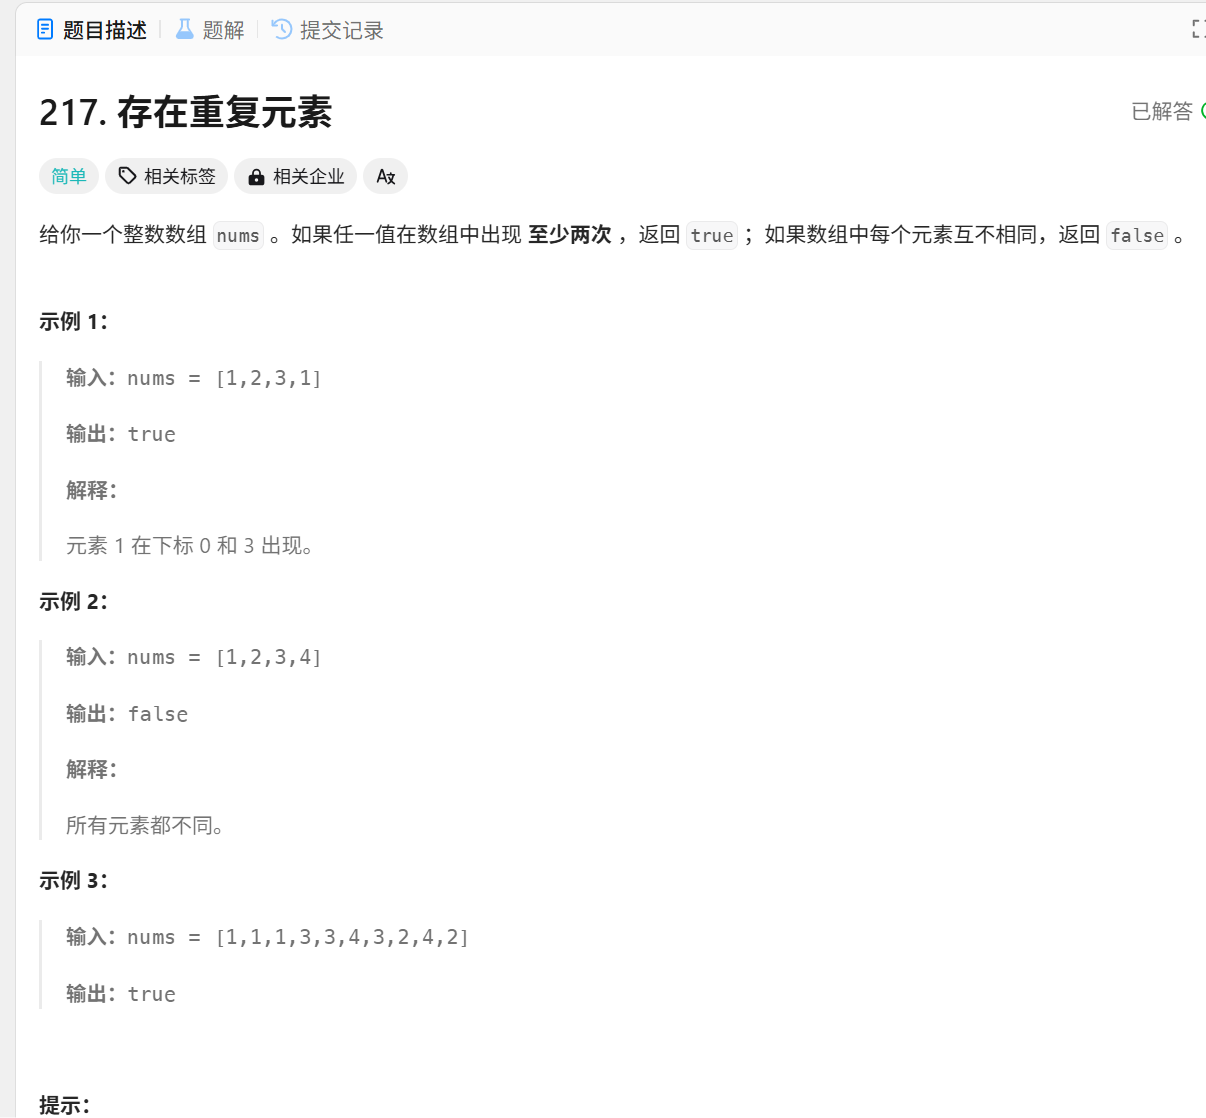 题目描述 题解 提交记录
217. 存在重复元素
已解答
简单 相关标签 相关企业
给你一个整数数组 nums 。如果任一值在数组中出现 至少两次 ，返回 true ；如果数组中每个元素互不相同，返回 false 。
示例 1：
输入：nums = [1,2,3,1]
输出：true
解释：
元素 1 在下标 0 和 3 出现。
示例 2：
输入：nums = [1,2,3,4]
输出：false
解释：
所有元素都不同。
示例 3：
输入：nums = [1,1,1,3,3,4,3,2,4,2]
输出：true
提示：